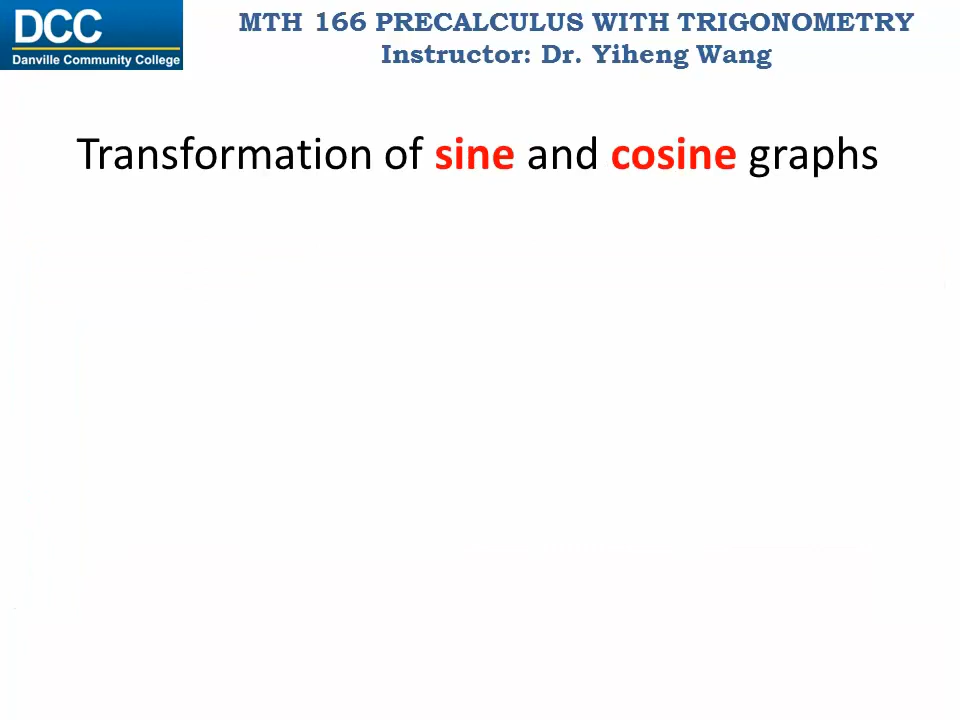 DCC
Danville Community College
MTH 166 PRECALCULUS WITH TRIGONOMETRY
Instructor: Dr. Yiheng Wang
Transformation of sine and cosine graphs